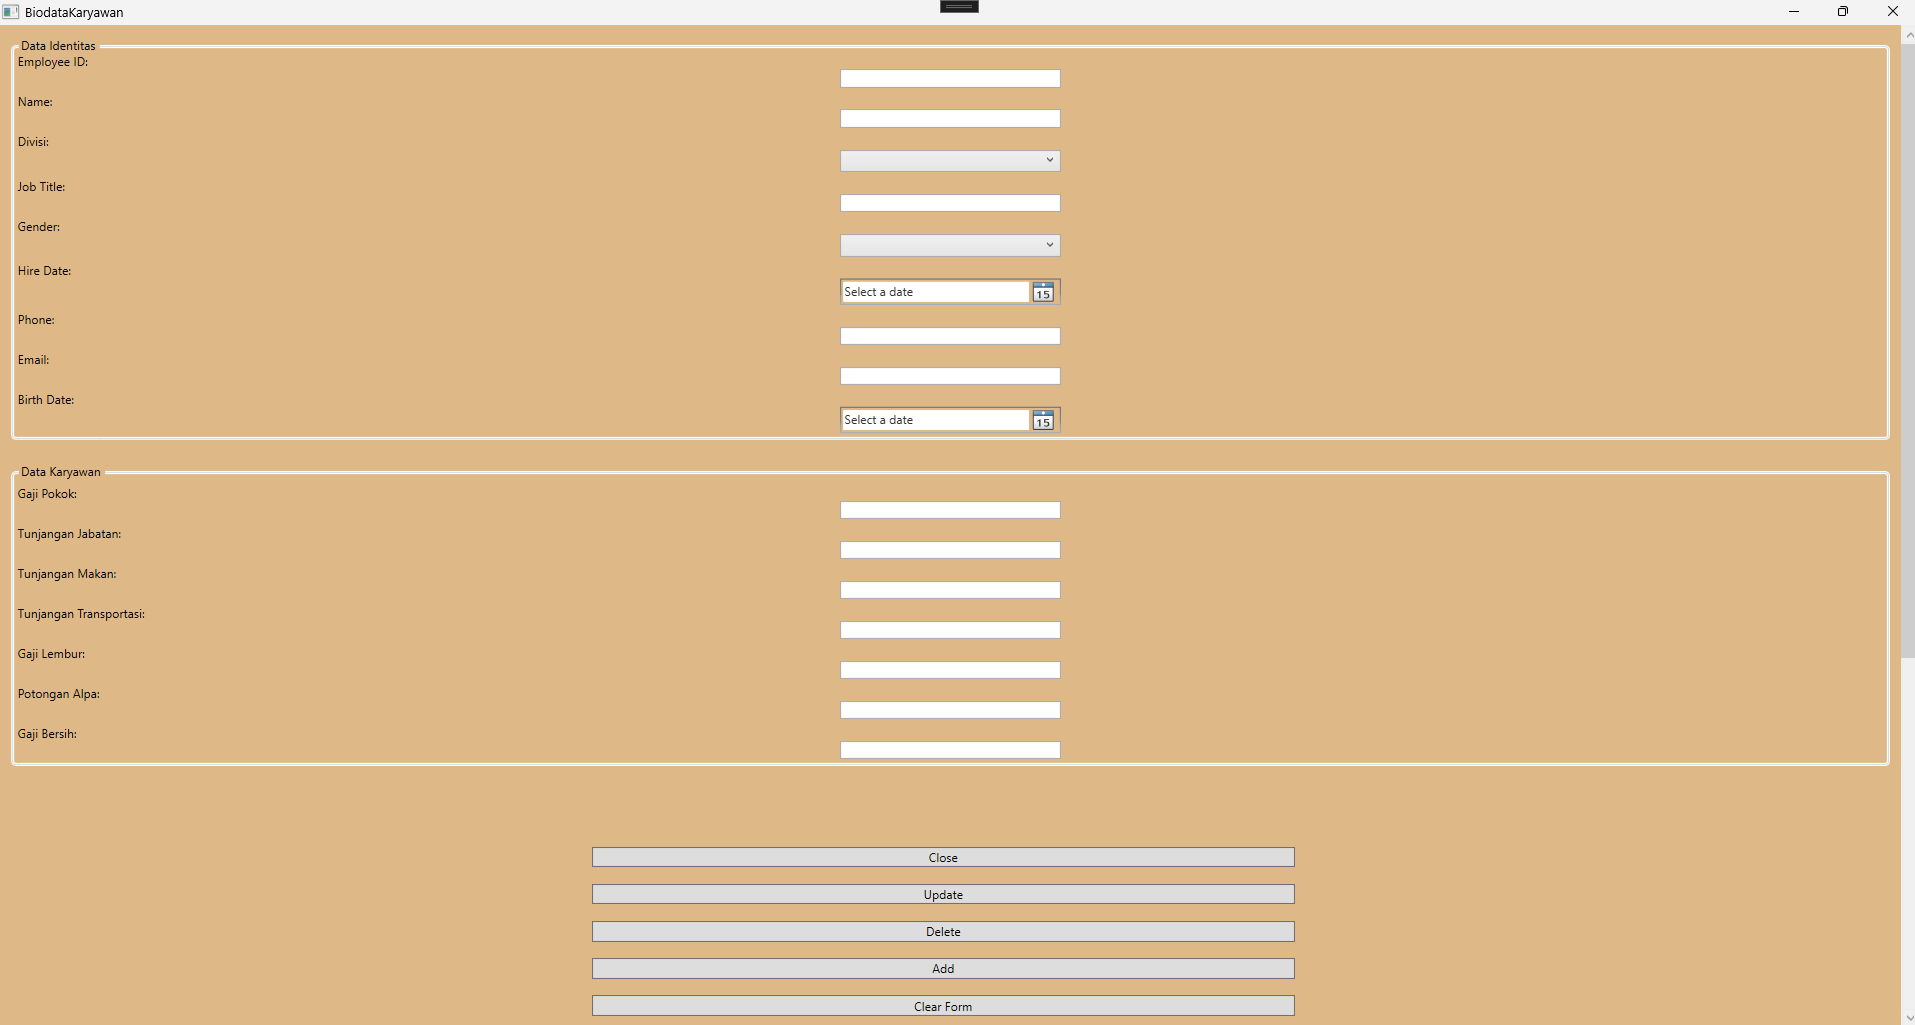 BiodataKaryawan
Data Identitas
Employee ID:
Name:
Divisi:
Job Title:
Gender:
Hire Date:
Select a date
15
Phone:
Email:
Birth Date:
Select a date
15
Data Karyawan
Gaji Pokok:
Tunjangan Jabatan:
Tunjangan Makan:
Tunjangan Transportasi:
Gaji Lembur:
Potongan Alpa:
Gaji Bersih:
Close
Update
Delete
Add
Clear Form